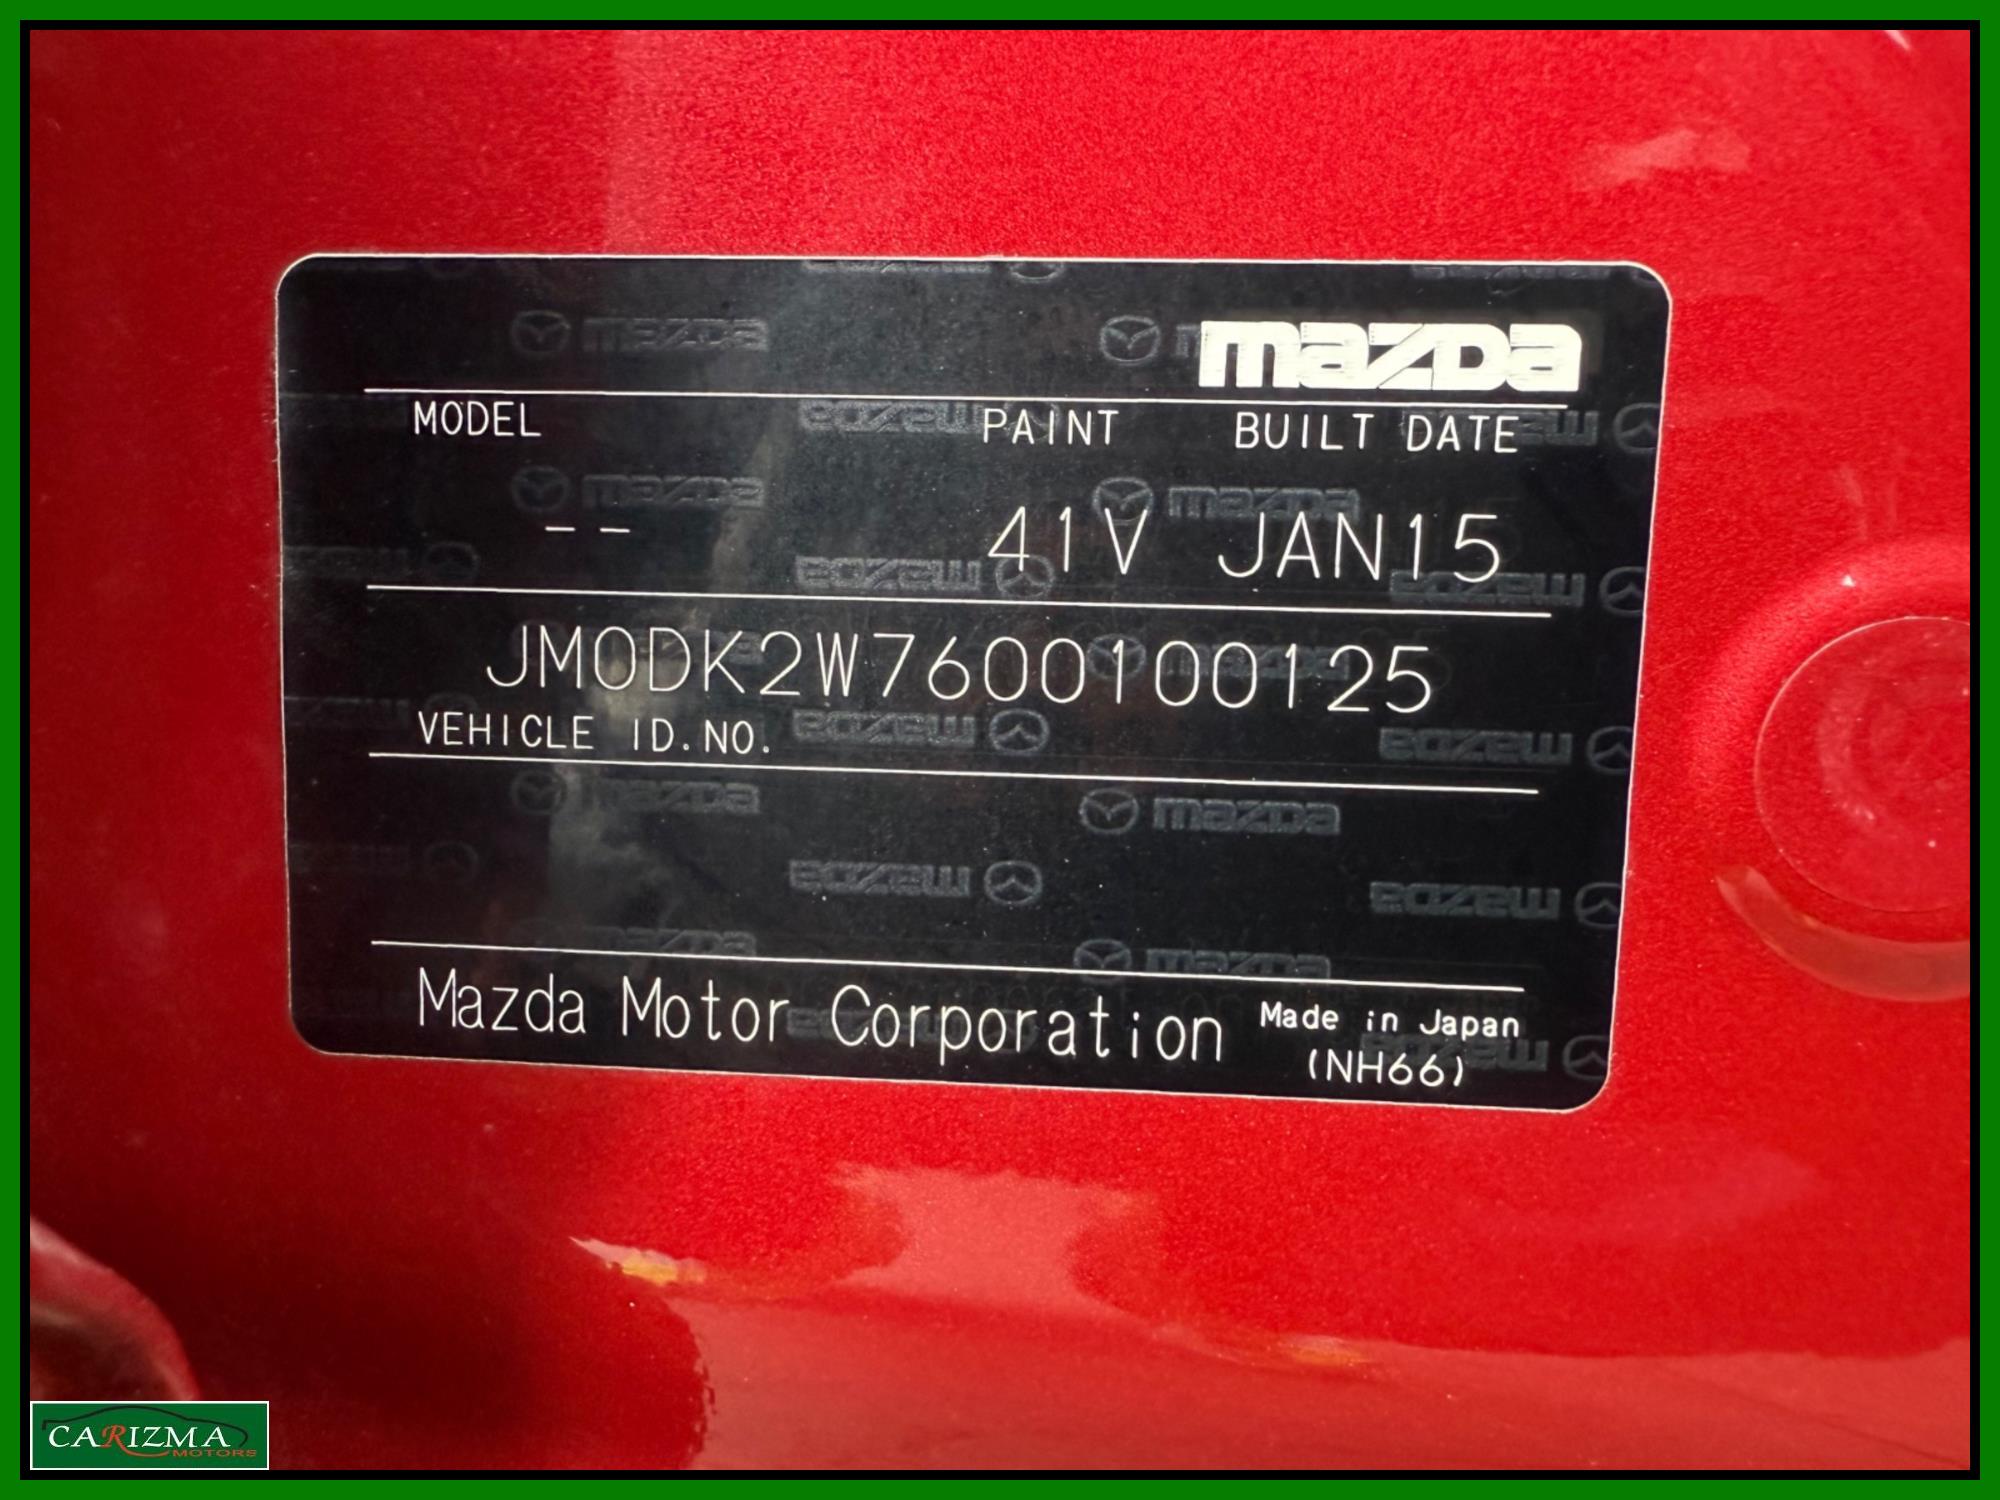 mazda
MODEL PAINT BUILT DATE
-- 41V JAN15
JM0DK2W7600100125
VEHICLE ID.NO.
Mazda Motor Corporation Made in Japan
(NH66)
CARIZMA
MOTORS